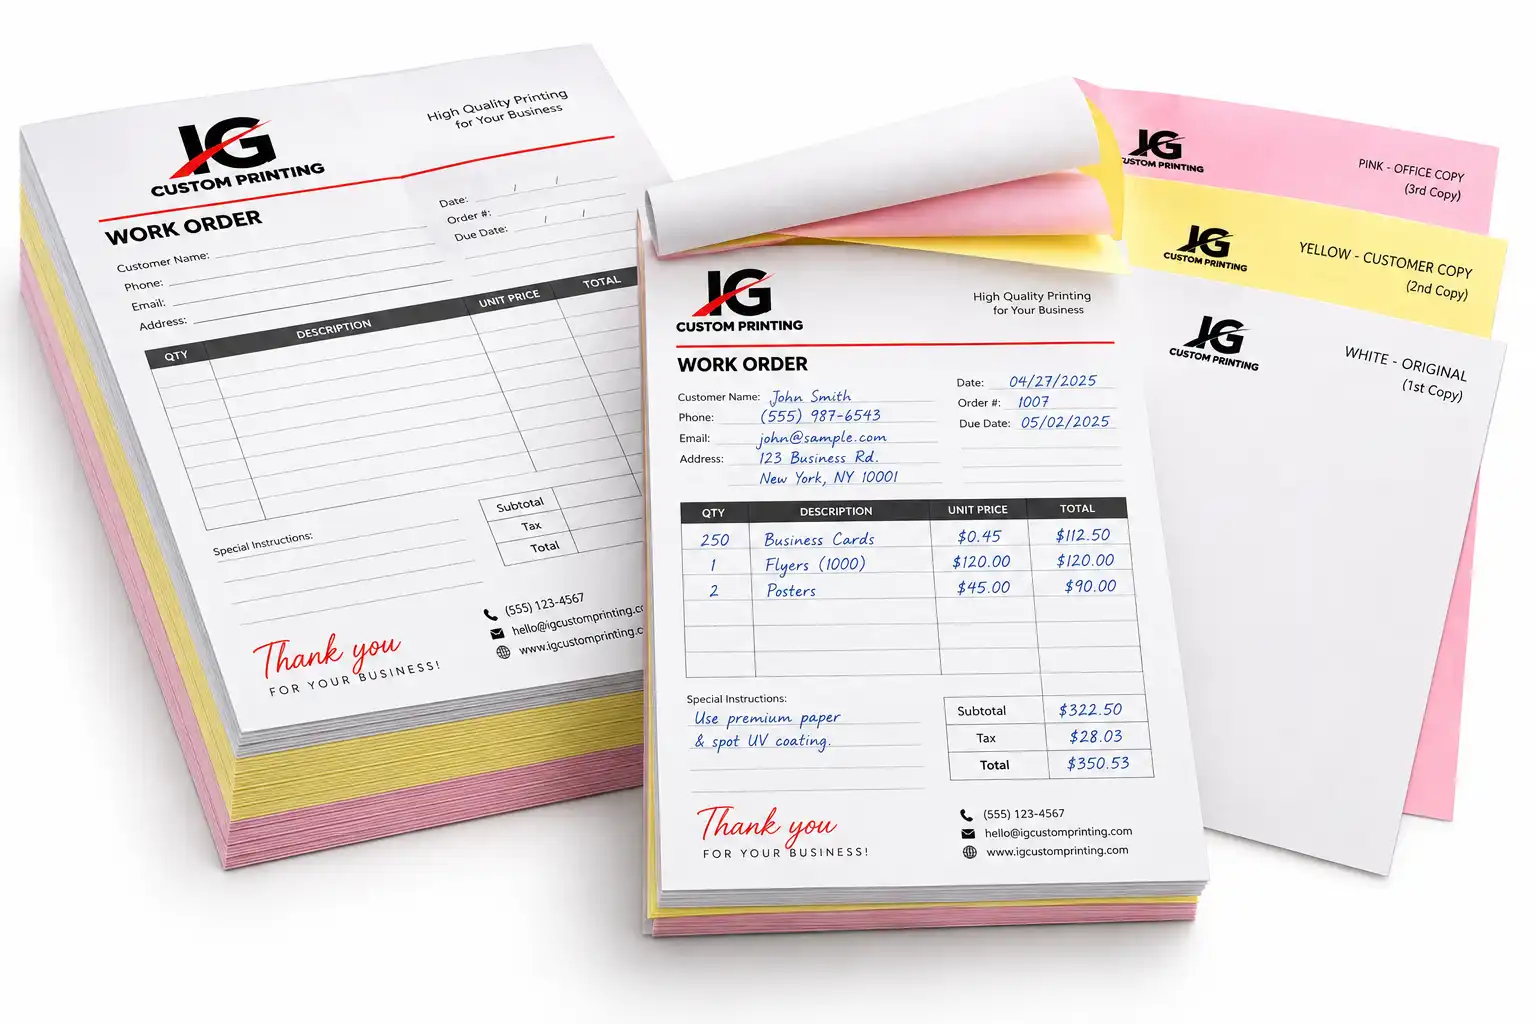 IG
CUSTOM PRINTING
High Quality Printing
for Your Business
WORK ORDER
Date: / /
Order #:
Due Date: / /
Customer Name:
Phone:
Email:
Address:
QTY DESCRIPTION UNIT PRICE TOTAL
Subtotal
Tax
Total
Special Instructions:
Thank you
FOR YOUR BUSINESS!
(555) 123-4567
hello@igcustomprinting.co
www.igcustomprinting.c
IG
CUSTOM PRINTING
High Quality Printing
for Your Business
WORK ORDER
Customer Name: John Smith
Phone: (555) 987-6543
Email: john@sample.com
Address: 123 Business Rd.
New York, NY 10001
Date: 04/27/2025
Order #: 1007
Due Date: 05/02/2025
QTY DESCRIPTION UNIT PRICE TOTAL
250 Business Cards $0.45 $112.50
1 Flyers (1000) $120.00 $120.00
2 Posters $45.00 $90.00
Special Instructions:
Use premium paper
& spot UV coating.
Subtotal $322.50
Tax $28.03
Total $350.53
Thank you
FOR YOUR BUSINESS!
(555) 123-4567
hello@igcustomprinting.com
www.igcustomprinting.com
IG
CUSTOM PRINTING
PINK - OFFICE COPY
(3rd Copy)
IG
CUSTOM PRINTING
YELLOW - CUSTOMER COPY
(2nd Copy)
IG
CUSTOM PRINTING
WHITE - ORIGINAL
(1st Copy)